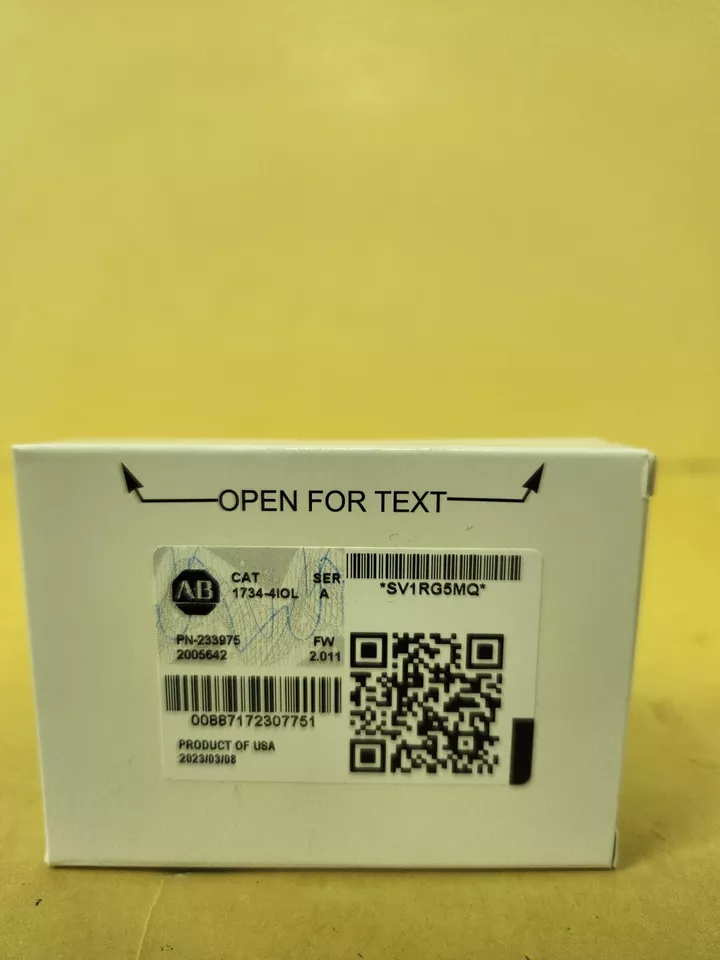 OPEN FOR TEXT
AB
CAT
1734-4IOL
SER
A
*SV1RG5MQ*
PN-233975
2005642
FW
2.011
00887172307751
PRODUCT OF USA
2023/03/08